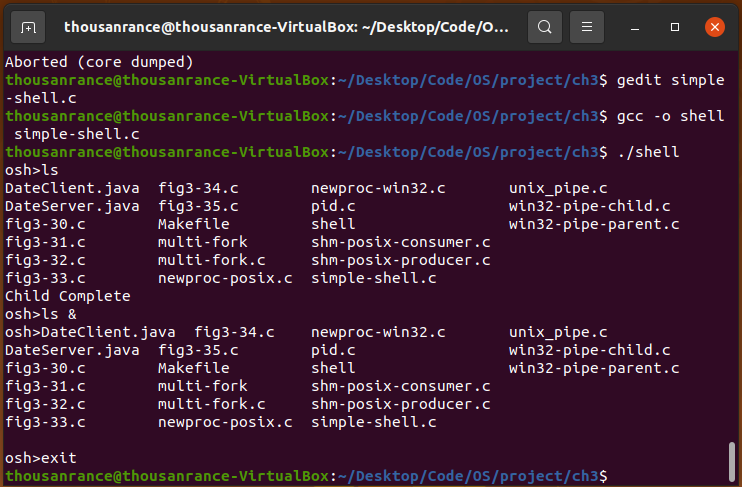 thousanrance@thousanrance-VirtualBox: ~/Desktop/Code/O...
Aborted (core dumped)
thousanrance@thousanrance-VirtualBox:~/Desktop/Code/OS/project/ch3$ gedit simple
-shell.c
thousanrance@thousanrance-VirtualBox:~/Desktop/Code/OS/project/ch3$ gcc -o shell
 simple-shell.c
thousanrance@thousanrance-VirtualBox:~/Desktop/Code/OS/project/ch3$ ./shell
osh>ls
DateClient.java  fig3-34.c        newproc-win32.c       unix_pipe.c
DateServer.java  fig3-35.c        pid.c                 win32-pipe-child.c
fig3-30.c        Makefile         shell                 win32-pipe-parent.c
fig3-31.c        multi-fork       shm-posix-consumer.c
fig3-32.c        multi-fork.c     shm-posix-producer.c
fig3-33.c        newproc-posix.c  simple-shell.c
Child Complete
osh>ls &
osh>DateClient.java  fig3-34.c    newproc-win32.c       unix_pipe.c
DateServer.java  fig3-35.c        pid.c                 win32-pipe-child.c
fig3-30.c        Makefile         shell                 win32-pipe-parent.c
fig3-31.c        multi-fork       shm-posix-consumer.c
fig3-32.c        multi-fork.c     shm-posix-producer.c
fig3-33.c        newproc-posix.c  simple-shell.c
osh>exit
thousanrance@thousanrance-VirtualBox:~/Desktop/Code/OS/project/ch3$